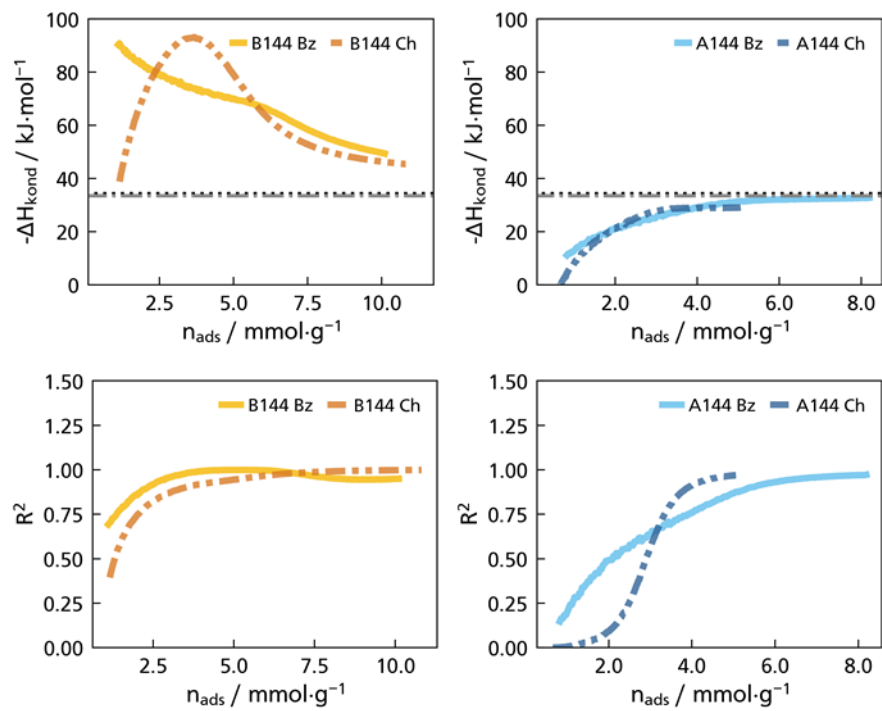 B144 Bz B144 Ch
-ΔHkond / kJ·mol⁻¹
100
80
60
40
20
0
2.5 5.0 7.5 10.0
nads / mmol·g⁻¹
A144 Bz A144 Ch
-ΔHkond / kJ·mol⁻¹
100
80
60
40
20
0
2.0 4.0 6.0 8.0
nads / mmol·g⁻¹
B144 Bz B144 Ch
R²
1.50
1.25
1.00
0.75
0.50
0.25
0.00
2.5 5.0 7.5 10.0
nads / mmol·g⁻¹
A144 Bz A144 Ch
R²
1.50
1.25
1.00
0.75
0.50
0.25
0.00
2.0 4.0 6.0 8.0
nads / mmol·g⁻¹